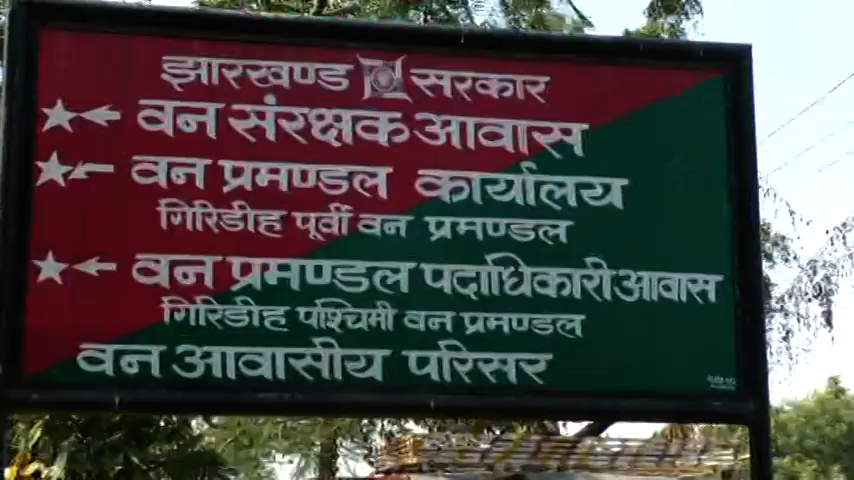 झारखण्ड सरकार
वन संरक्षक आवास
वन प्रमण्डल कार्यालय
गिरिडीह पूर्वी वन प्रमण्डल
वन प्रमण्डल पदाधिकारी आवास
गिरिडीह पश्चिमी वन प्रमण्डल
वन आवासीय परिसर